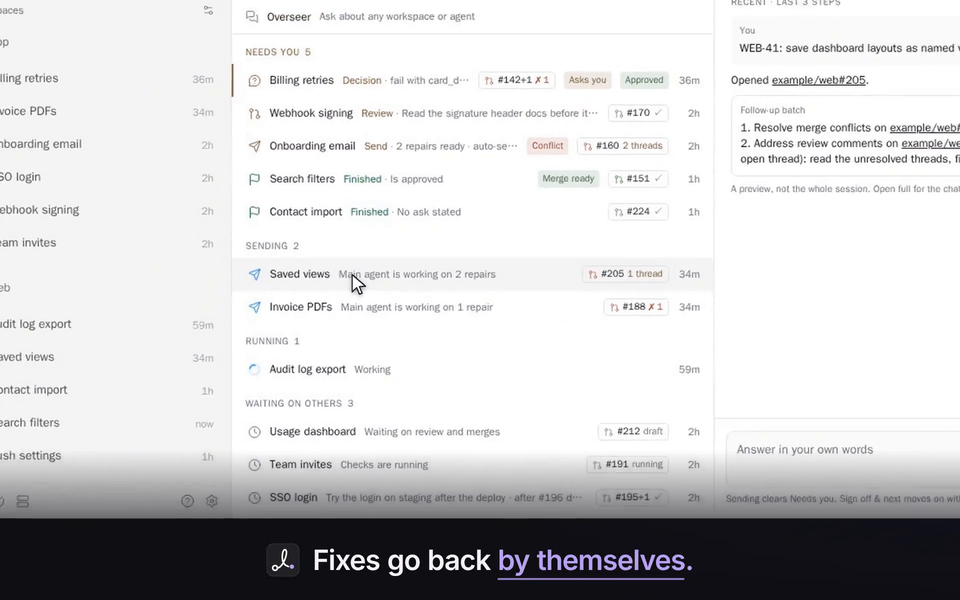 Overseer Ask about any workspace or agent
NEEDS YOU 5
Billing retries Decision · fail with card_d··· #142+1 ✗ 1 Asks you Approved 36m
Webhook signing Review · Read the signature header docs before it··· #170 ✓ 2h
Onboarding email Send · 2 repairs ready · auto-se··· Conflict #160 2 threads 2h
Search filters Finished · Is approved Merge ready #151 ✓ 1h
Contact import Finished · No ask stated #224 ✓ 1h
SENDING 2
Saved views Main agent is working on 2 repairs #205 1 thread 34m
Invoice PDFs Main agent is working on 1 repair #188 ✗ 1 34m
RUNNING 1
Audit log export Working 59m
WAITING ON OTHERS 3
Usage dashboard Waiting on review and merges #212 draft 2h
Team invites Checks are running #191 running 2h
SSO login Try the login on staging after the deploy · after #196 d··· #195+1 ✓ 2h
paces
pp
lling retries 36m
voice PDFs 34m
nboarding email 2h
SO login 2h
ebhook signing 2h
eam invites 2h
eb
udit log export 59m
aved views 34m
ontact import 1h
earch filters now
ush settings 1h
RECENT · LAST 3 STEPS
You
WEB-41: save dashboard layouts as named v
Opened example/web#205.
Follow-up batch
1. Resolve merge conflicts on example/web#
2. Address review comments on example/we
open thread): read the unresolved threads, fi
A preview, not the whole session. Open full for the chat
Answer in your own words
Sending clears Needs you. Sign off & next moves on wit
Fixes go back by themselves.